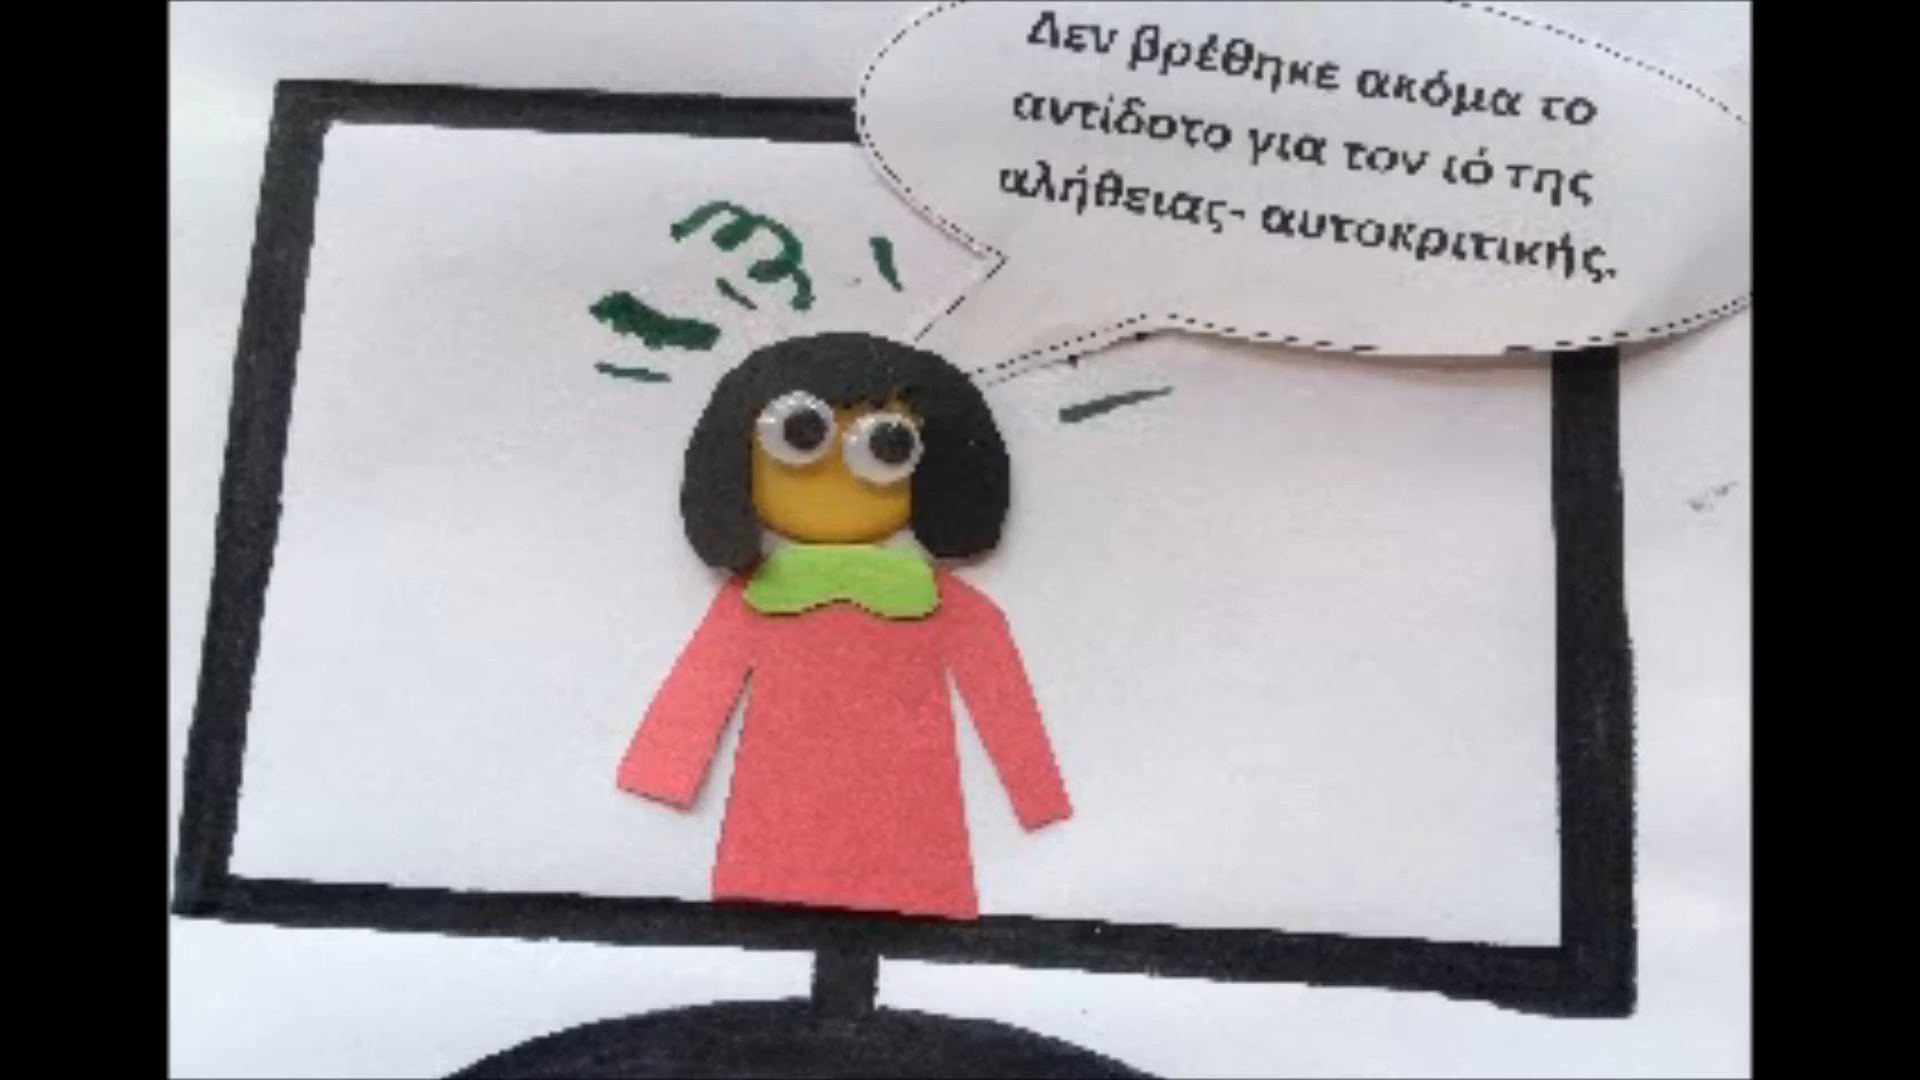 Δεν βρέθηκε ακόμα το
αντίδοτο για τον ιό της
αλήθειας- αυτοκριτικής.